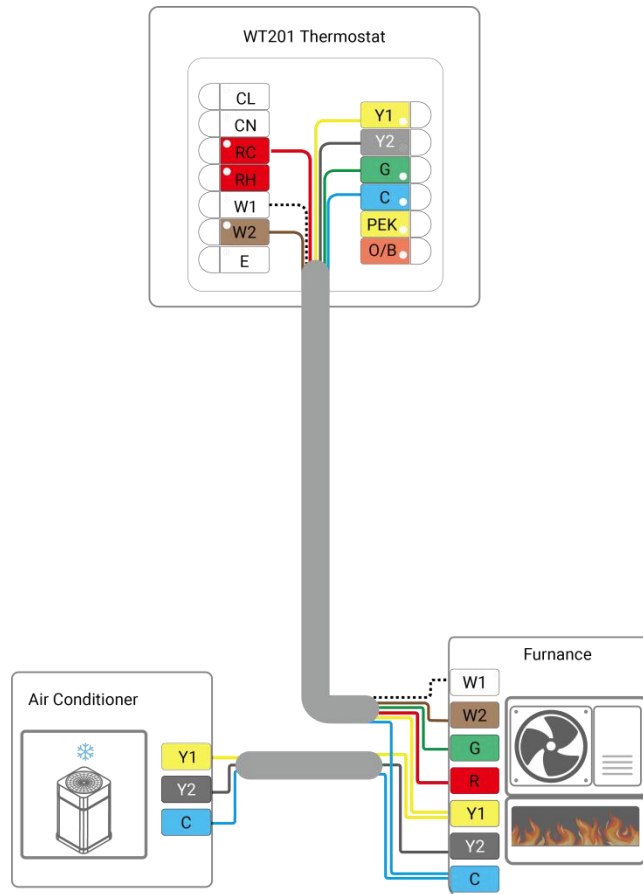 WT201 Thermostat
CL
CN
RC
RH
W1
W2
E
Y1
Y2
G
C
PEK
O/B
Air Conditioner
Y1
Y2
C
Furnance
W1
W2
G
R
Y1
Y2
C